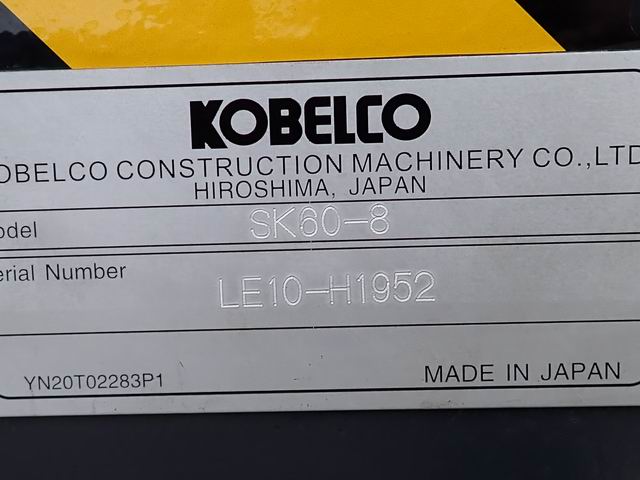 KOBELCO
OBELCO CONSTRUCTION MACHINERY CO.,LTD
HIROSHIMA, JAPAN
odel SK60-8
erial Number LE10-H1952
YN20T02283P1 MADE IN JAPAN